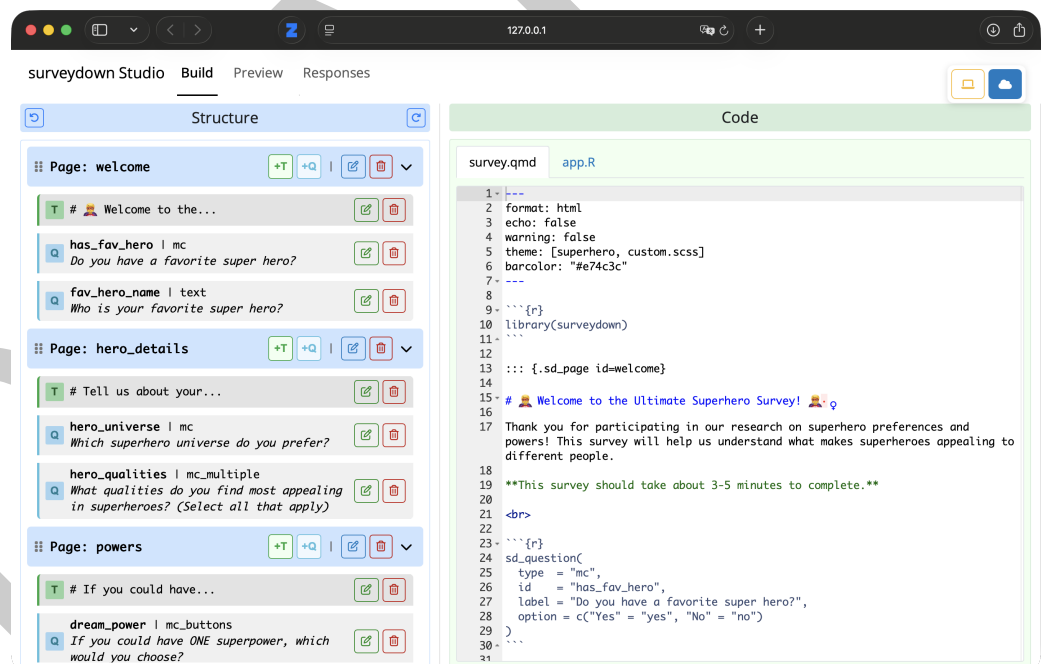 127.0.0.1
surveydown Studio Build Preview Responses
Structure
Code
Page: welcome +T +Q |
T # 🦸 Welcome to the...
Q has_fav_hero | mc
Do you have a favorite super hero?
Q fav_hero_name | text
Who is your favorite super hero?
Page: hero_details +T +Q |
T # Tell us about your...
Q hero_universe | mc
Which superhero universe do you prefer?
hero_qualities | mc_multiple
Q What qualities do you find most appealing
in superheroes? (Select all that apply)
Page: powers +T +Q |
T # If you could have...
dream_power | mc_buttons
Q If you could have ONE superpower, which
would you choose?
survey.qmd app.R
1 ---
2 format: html
3 echo: false
4 warning: false
5 theme: [superhero, custom.scss]
6 barcolor: "#e74c3c"
7 ---
8
9 ```{r}
10 library(surveydown)
11 ```
12
13 ::: {.sd_page id=welcome}
14
15 # 🦸 Welcome to the Ultimate Superhero Survey! 🦸‍♀
16
17 Thank you for participating in our research on superhero preferences and
powers! This survey will help us understand what makes superheroes appealing to
different people.
18
19 **This survey should take about 3-5 minutes to complete.**
20
21 <br>
22
23 ```{r}
24 sd_question(
25 type = "mc",
26 id = "has_fav_hero",
27 label = "Do you have a favorite super hero?",
28 option = c("Yes" = "yes", "No" = "no")
29 )
30 ```
31